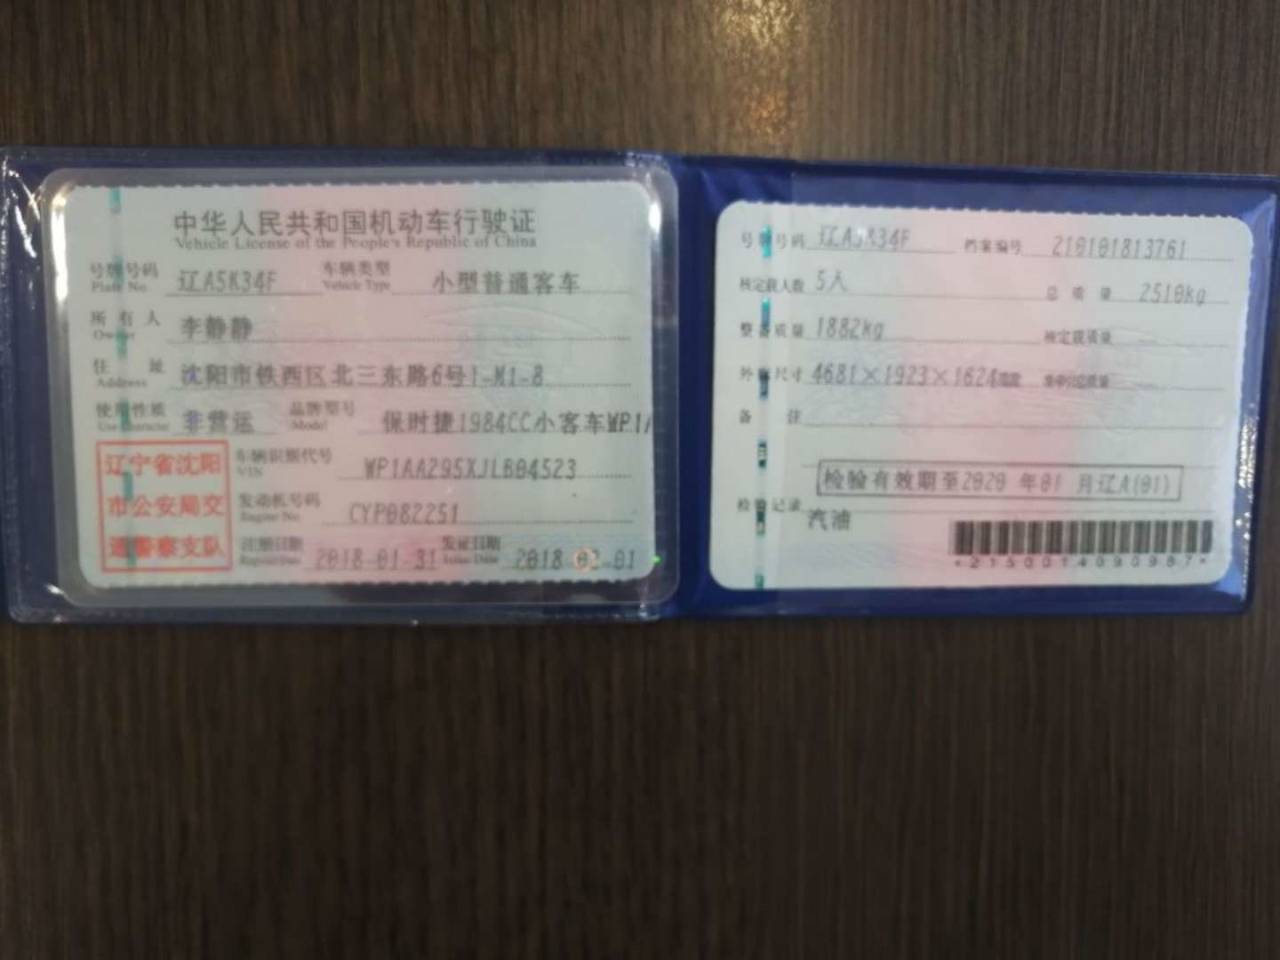 中华人民共和国机动车行驶证
Vehicle License of the People's Republic of China
号牌号码 辽A5K34F 车辆类型 小型普通客车
Plate No. Vehicle Type
所有人 李静静
Owner
住址 沈阳市铁西区北三东路6号1-M1-8
Address
使用性质 非营运 品牌型号 保时捷1984CC小客车WP1/
Use Character Model
辽宁省沈阳
市公安局交
通警察支队
车辆识别代号 WP1AA295XJLB04523
VIN
发动机号码 CYP082251
Engine No.
注册日期 2018-01-31 发证日期 2018-02-01
Register Date Issue Date
号牌号码 辽A5K34F 档案编号 210101813761
核定载人数 5人 总质量 2510kg
整备质量 1882kg 核定载质量
外廓尺寸 4681×1923×1624
备注
检验有效期至2020 年01 月辽A(01)
检验记录
汽油
*2150014090987*